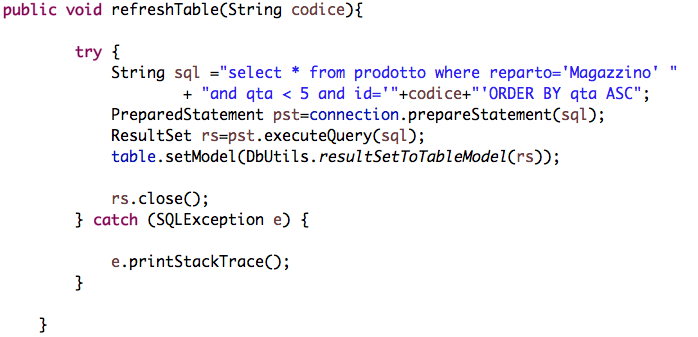 public void refreshTable(String codice){
try {
String sql ="select * from prodotto where reparto='Magazzino' "
+ "and qta < 5 and id='"+codice+"'ORDER BY qta ASC";
PreparedStatement pst=connection.prepareStatement(sql);
ResultSet rs=pst.executeQuery(sql);
table.setModel(DbUtils.resultSetToTableModel(rs));
rs.close();
} catch (SQLException e) {
e.printStackTrace();
}
}